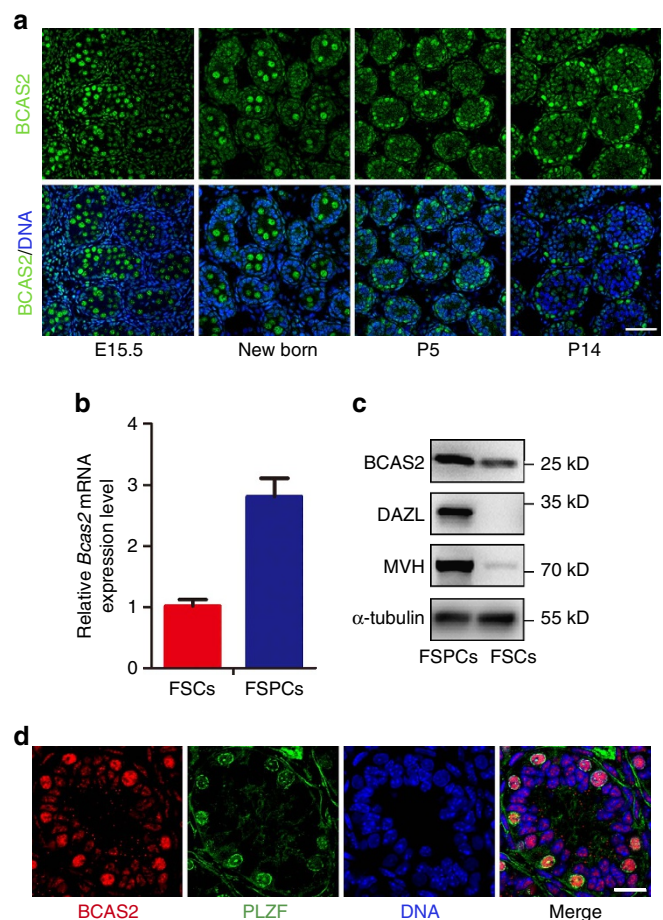 a
BCAS2
BCAS2/DNA
E15.5 New born P5 P14
b
Relative Bcas2 mRNA
expression level
4
3
2
1
0
FSCs FSPCs
c
BCAS2 25 kD
DAZL 35 kD
MVH 70 kD
α-tubulin 55 kD
FSPCs FSCs
d
BCAS2 PLZF DNA Merge